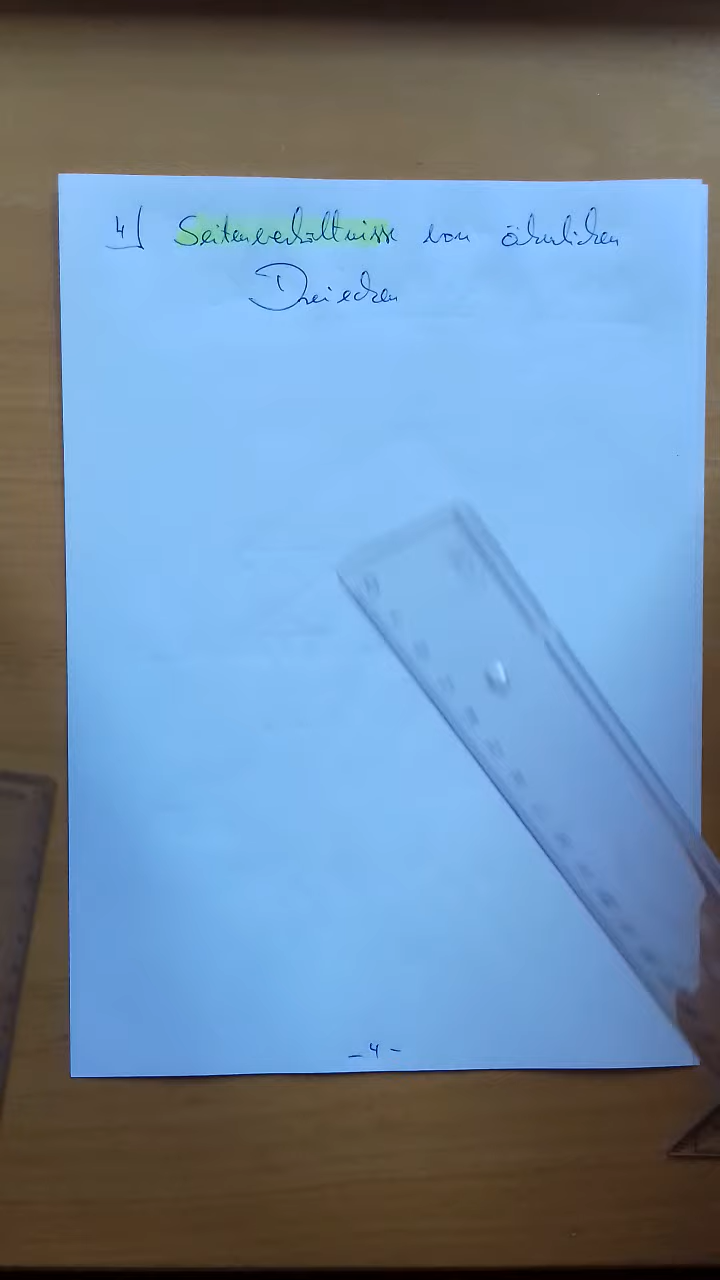 4) Seitenverhältnisse von ähnlichen
Dreiecken
- 4 -